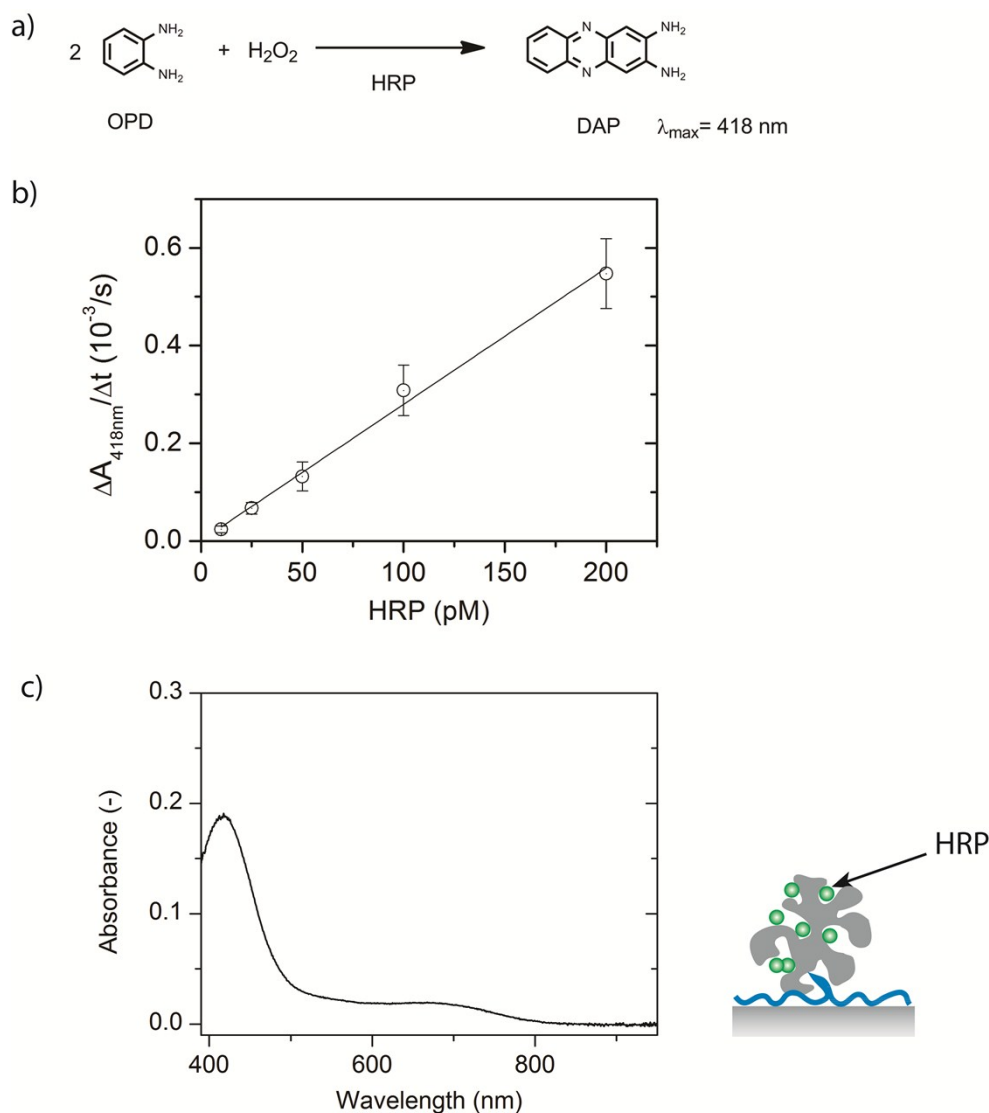 a)
2 NH₂ NH₂ + H₂O₂ HRP N N NH₂ NH₂
OPD DAP λmax= 418 nm
b)
ΔA418nm/Δt (10⁻³/s)
0.6
0.4
0.2
0.0
0 50 100 150 200
HRP (pM)
c)
Absorbance (-)
0.3
0.2
0.1
0.0
400 600 800
Wavelength (nm)
HRP